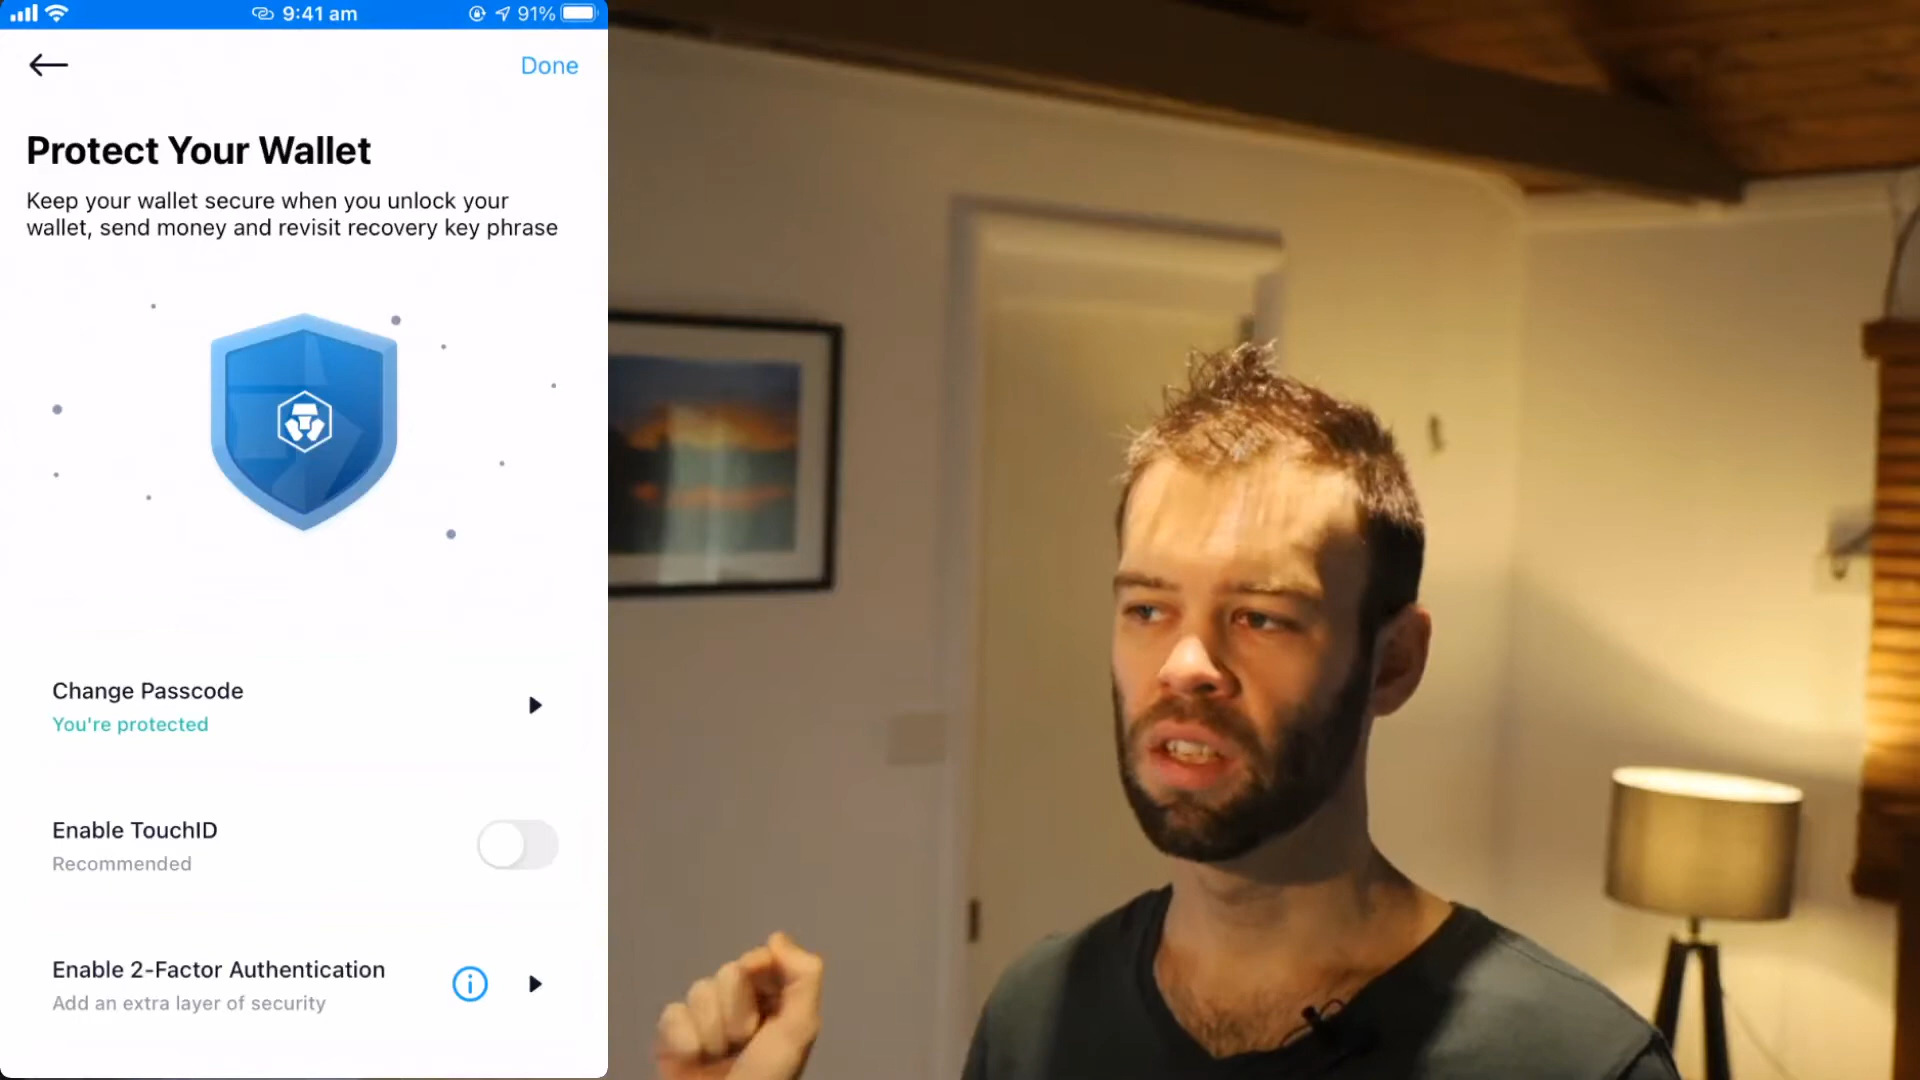 9:41 am
91%
Done
Protect Your Wallet
Keep your wallet secure when you unlock your
wallet, send money and revisit recovery key phrase
Change Passcode
You're protected
Enable TouchID
Recommended
Enable 2-Factor Authentication
Add an extra layer of security